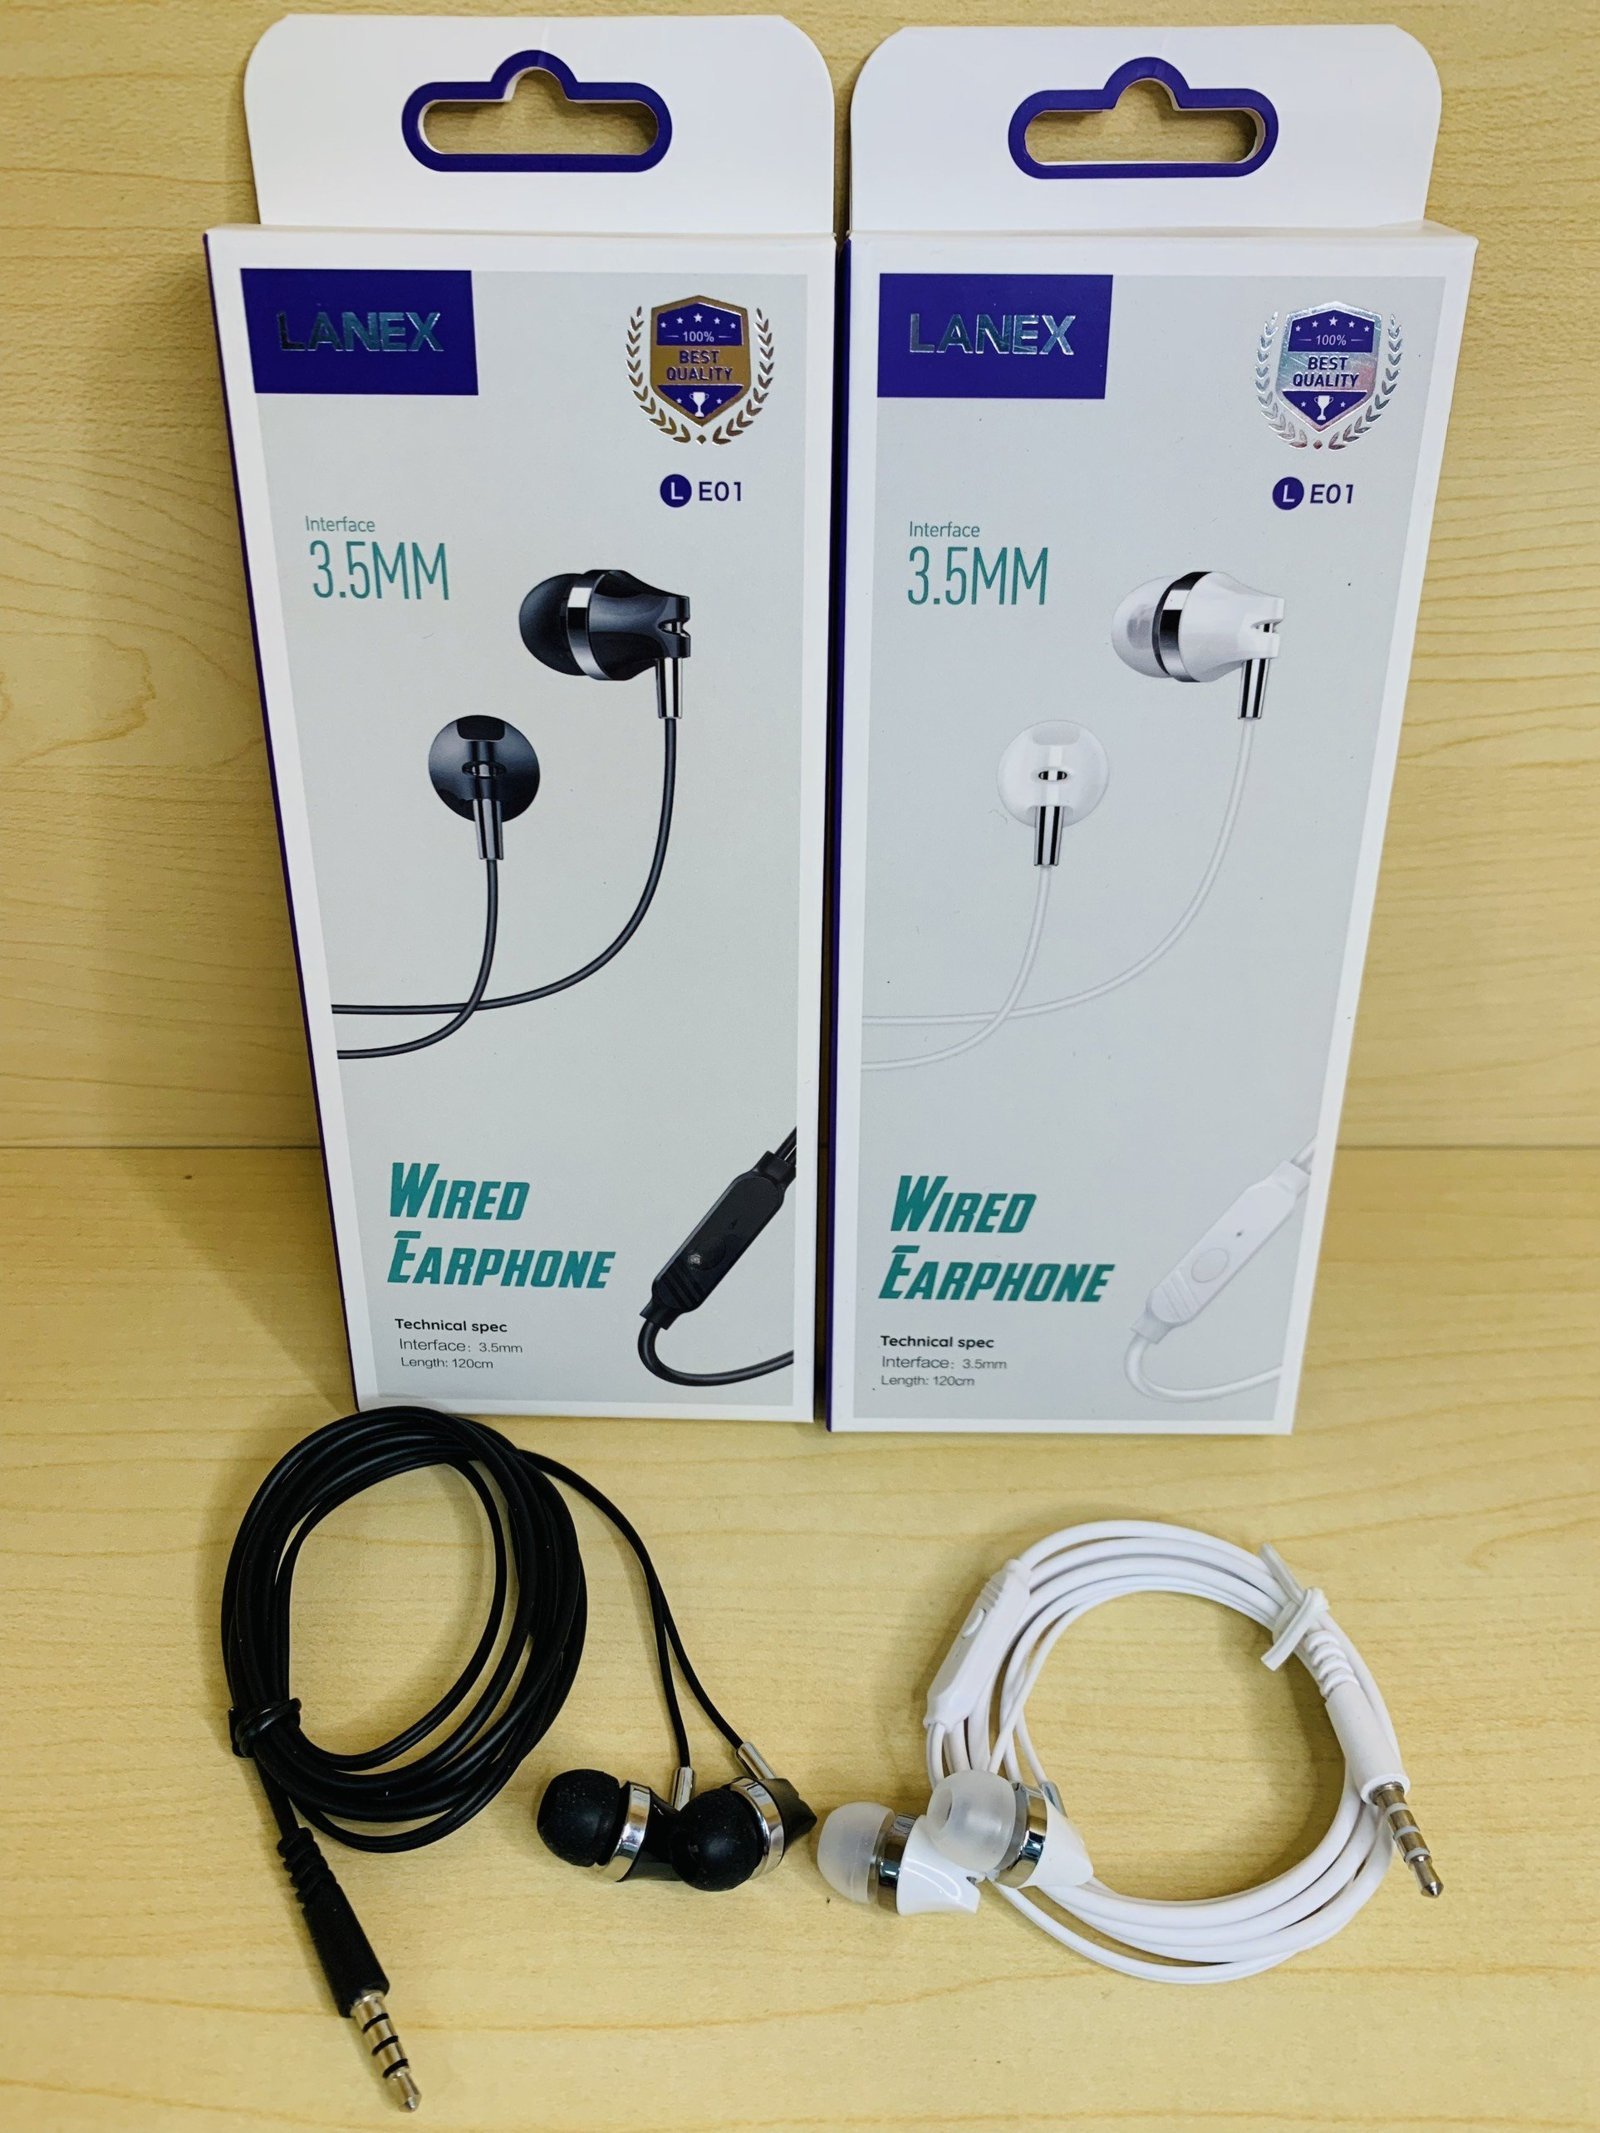 LANEX
100%
BEST
QUALITY
L E01
Interface
3.5MM
WIRED
EARPHONE
Technical spec
Interface: 3.5mm
Length: 120cm
LANEX
100%
BEST
QUALITY
L E01
Interface
3.5MM
WIRED
EARPHONE
Technical spec
Interface: 3.5mm
Length: 120cm